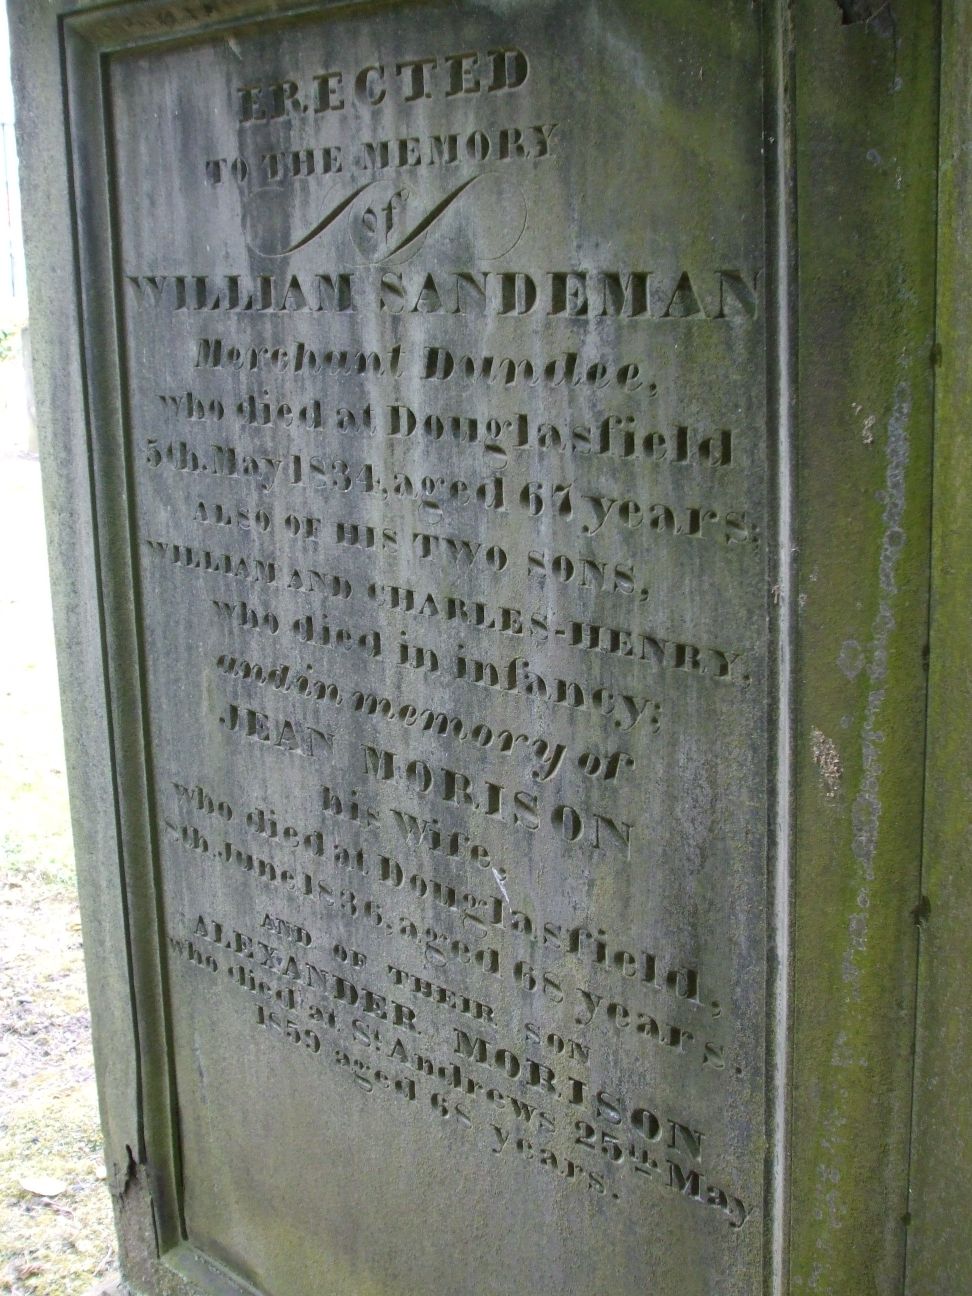 ERECTED
TO THE MEMORY
of
WILLIAM SANDEMAN
Merchant Dundee,
who died at Douglasfield
5th. May 1834, aged 67 years.
ALSO OF HIS TWO SONS,
WILLIAM AND CHARLES-HENRY,
who died in infancy;
and in memory of
JEAN MORISON
his Wife,
who died at Douglasfield,
8th. June 1836, aged 68 years.
AND OF THEIR SON
ALEXANDER MORISON
who died at St. Andrews 25th May
1859 aged 68 years.